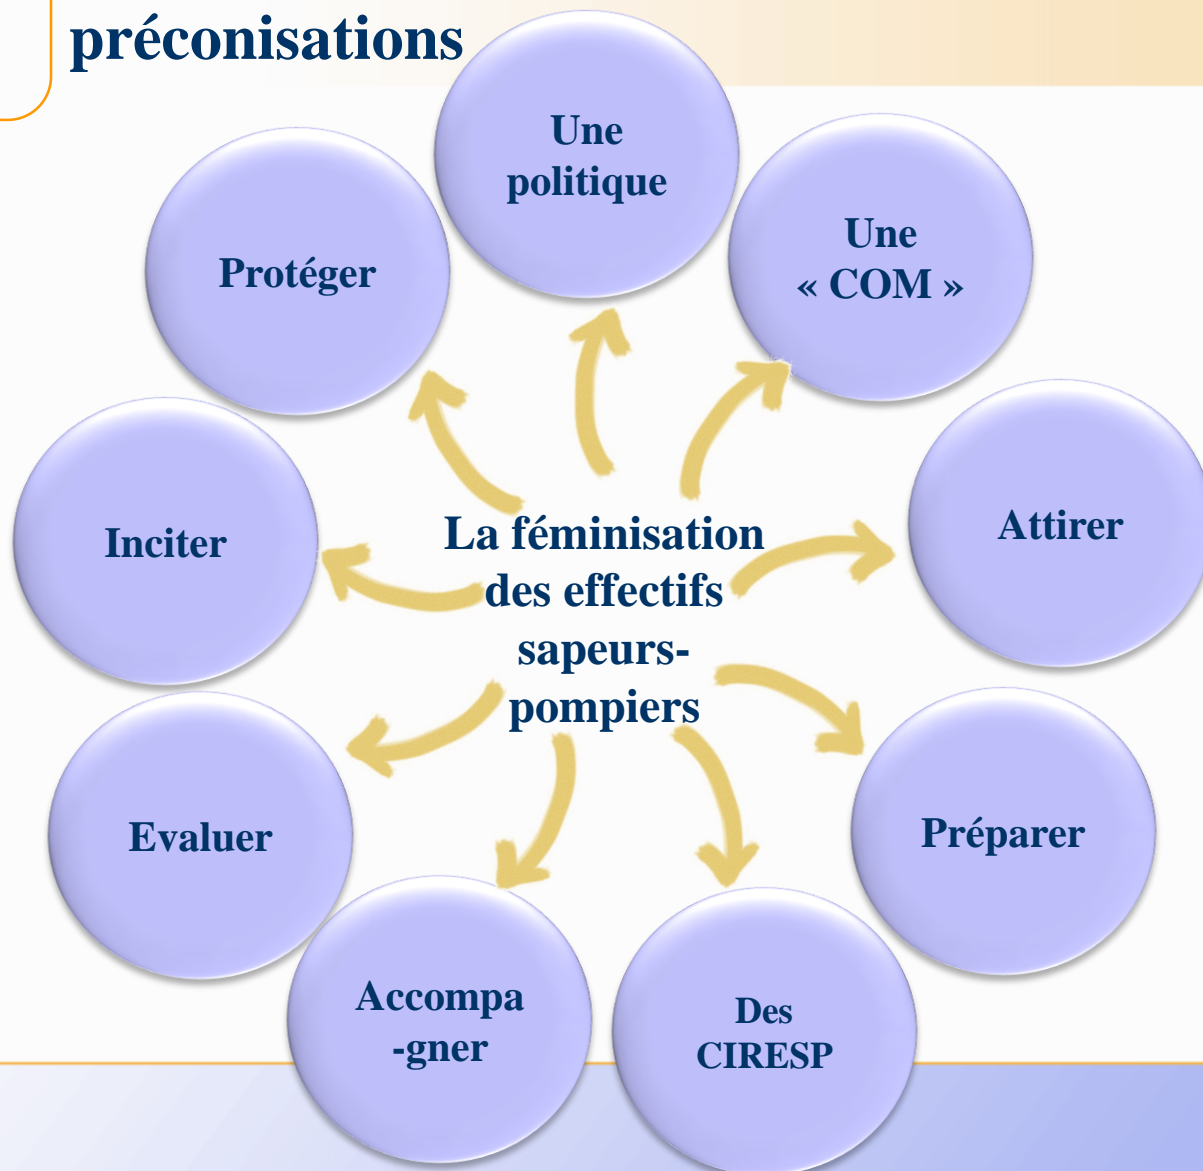 préconisations
Une
politique
Une
« COM »
Protéger
Attirer
Inciter
La féminisation
des effectifs
sapeurs-
pompiers
Préparer
Evaluer
Accompa
-gner
Des
CIRESP